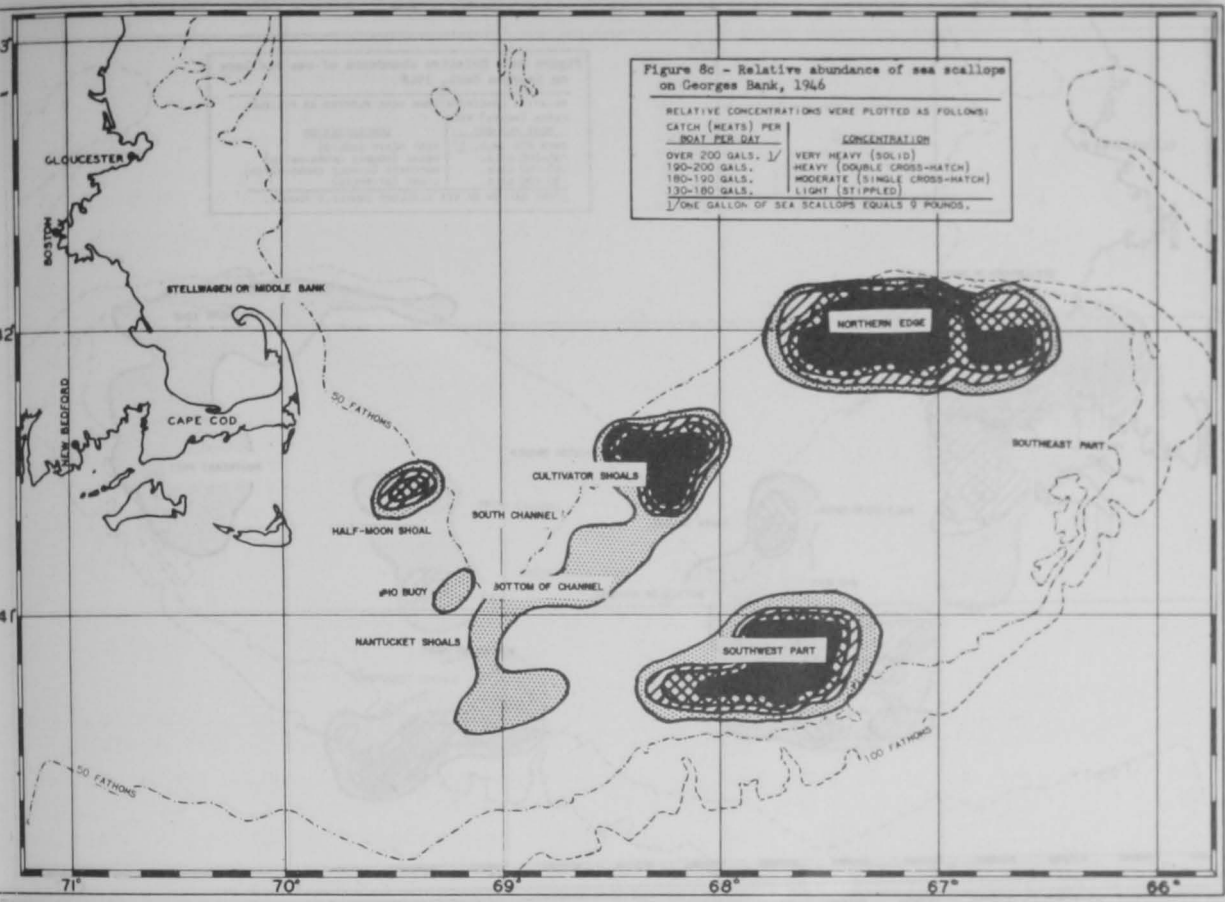 Figure 8c - Relative abundance of sea scallops
on Georges Bank, 1946
RELATIVE CONCENTRATIONS WERE PLOTTED AS FOLLOWS:
CATCH (MEATS) PER
BOAT PER DAY
CONCENTRATION
OVER 200 GALS. 1/ VERY HEAVY (SOLID)
190-200 GALS. HEAVY (DOUBLE CROSS-HATCH)
180-190 GALS. MODERATE (SINGLE CROSS-HATCH)
130-180 GALS. LIGHT (STIPPLED)
1/ONE GALLON OF SEA SCALLOPS EQUALS 9 POUNDS.
GLOUCESTER
BOSTON
STELLWAGEN OR MIDDLE BANK
NORTHERN EDGE
NEW BEDFORD
CAPE COD
50 FATHOMS
SOUTHEAST PART
CULTIVATOR SHOALS
SOUTH CHANNEL
HALF-MOON SHOAL
BOTTOM OF CHANNEL
#10 BUOY
NANTUCKET SHOALS
SOUTHWEST PART
50 FATHOMS
100 FATHOMS
71° 70° 69° 68° 67° 66°